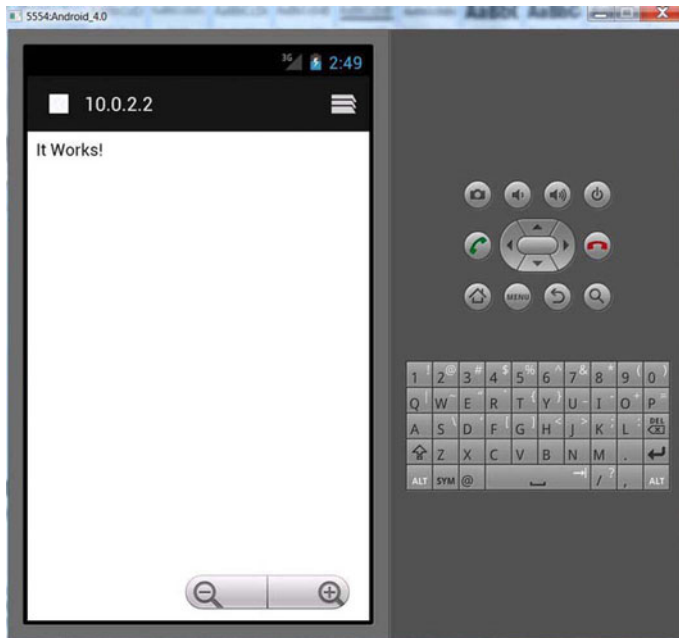 5554:Android_4.0
3G 2:49
10.0.2.2
It Works!
MENU
1 ! 2 @ 3 # 4 $ 5 % 6 ^ 7 & 8 * 9 ( 0 )
Q | W ~ E " R ` T { Y } U _ I - O + P =
A S \ D ' F [ G ] H < J > K ; L : DEL
Z X C V B N M .
ALT SYM @ / ? , ALT